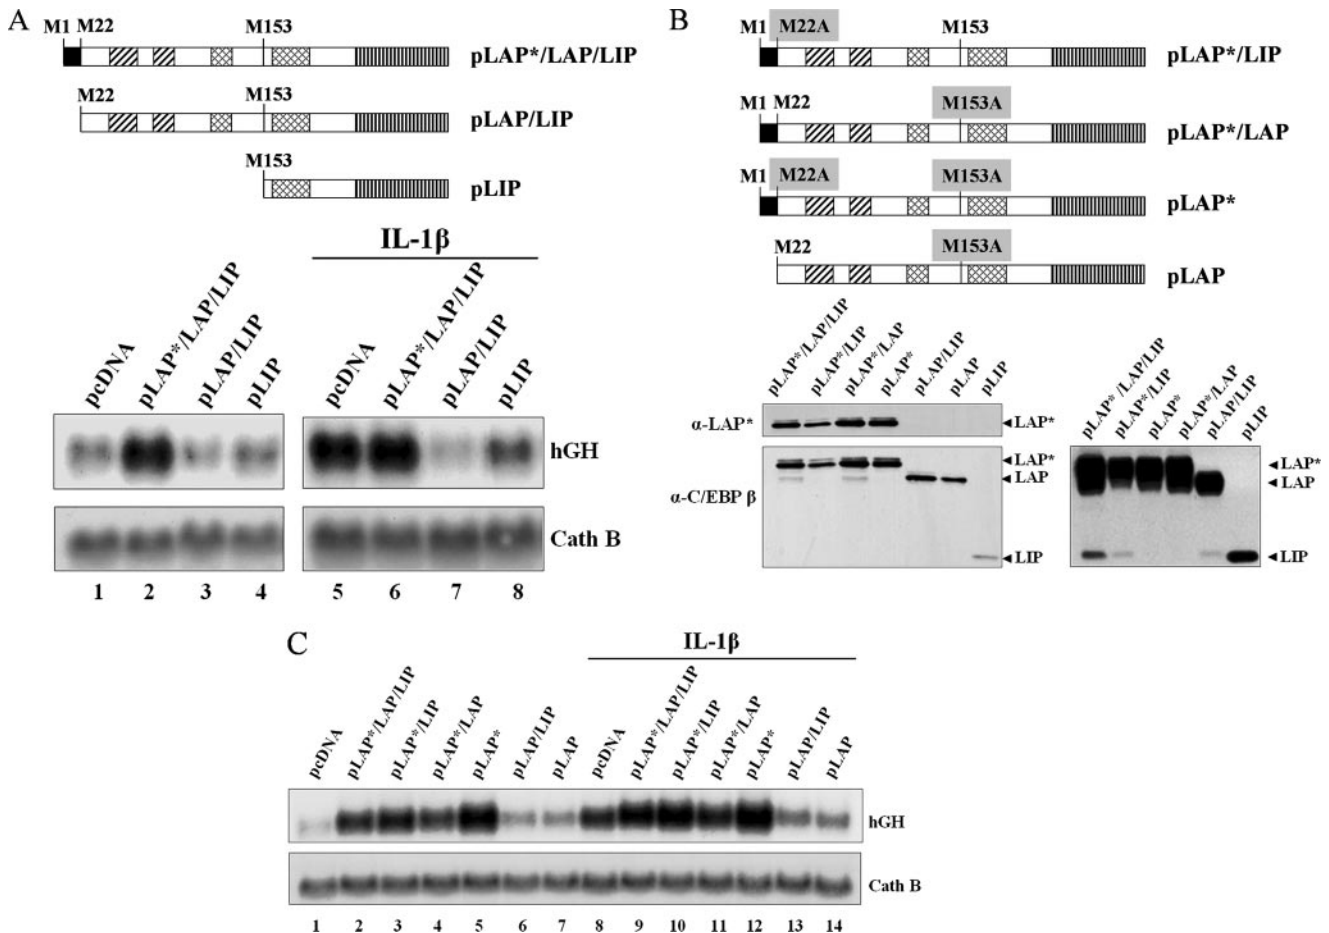 A
M1 M22 M153
pLAP*/LAP/LIP
M22 M153
pLAP/LIP
M153
pLIP
IL-1β
pcDNA
pLAP*/LAP/LIP
pLAP/LIP
pLIP
pcDNA
pLAP*/LAP/LIP
pLAP/LIP
pLIP
hGH
Cath B
1 2 3 4 5 6 7 8
B
M1 M22A M153
pLAP*/LIP
M1 M22 M153A
pLAP*/LAP
M1 M22A M153A
pLAP*
M22 M153A
pLAP
pLAP*/LAP/LIP
pLAP*/LIP
pLAP*/LAP
pLAP*
pLAP/LIP
pLAP
pLIP
α-LAP*
LAP*
α-C/EBP β
LAP*
LAP
LIP
pLAP*/LAP/LIP
pLAP*/LIP
pLAP*
pLAP*/LAP
pLAP/LIP
pLIP
LAP*
LAP
LIP
C
IL-1β
pcDNA
pLAP*/LAP/LIP
pLAP*/LIP
pLAP*/LAP
pLAP*
pLAP/LIP
pLAP
pcDNA
pLAP*/LAP/LIP
pLAP*/LIP
pLAP*/LAP
pLAP*
pLAP/LIP
pLAP
hGH
Cath B
1 2 3 4 5 6 7 8 9 10 11 12 13 14